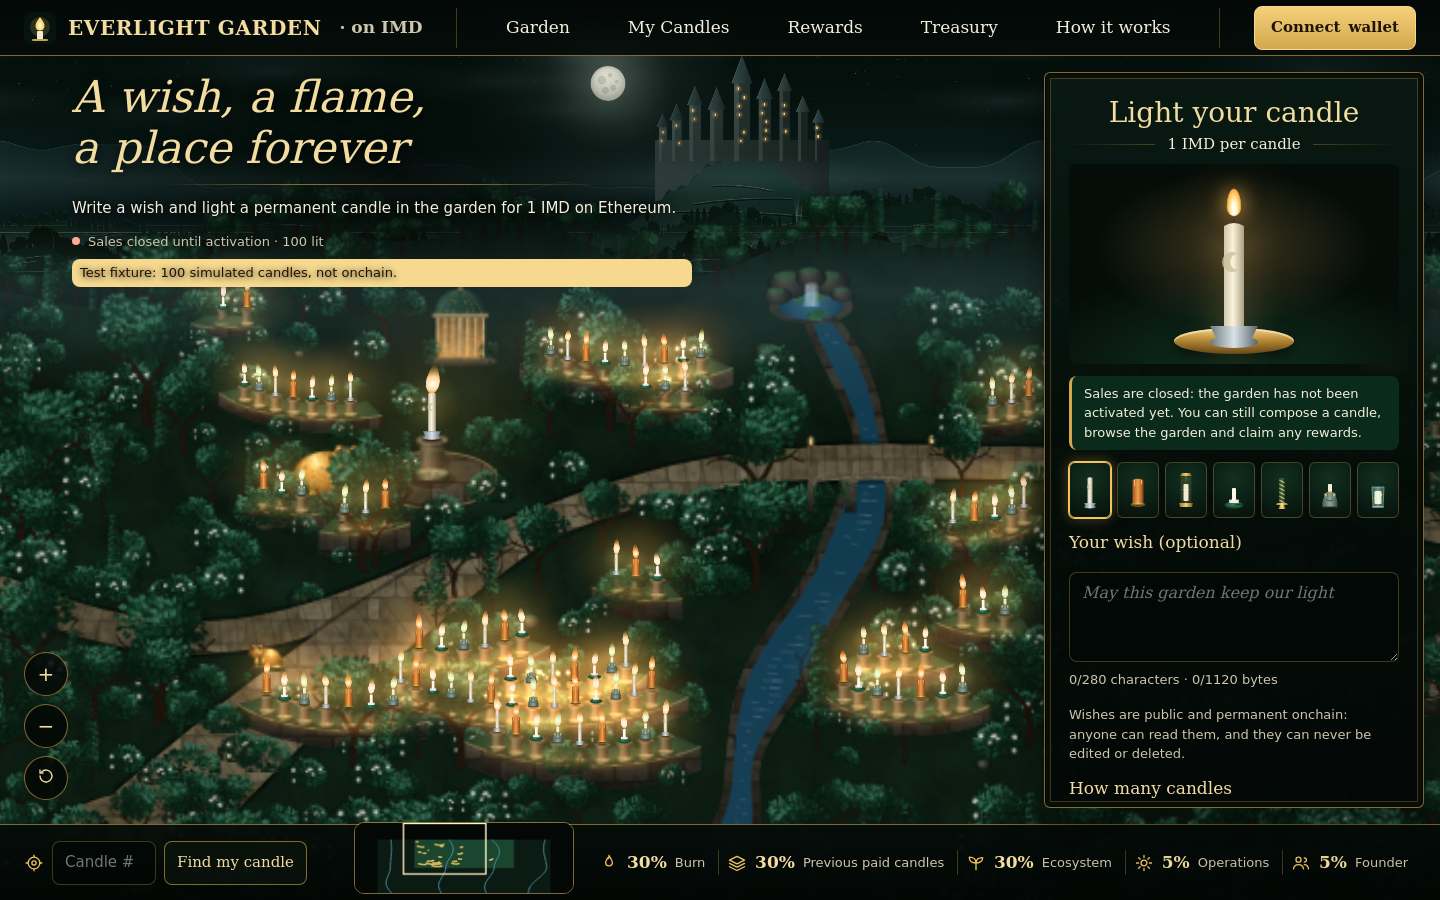 EVERLIGHT GARDEN · on IMD
Garden
My Candles
Rewards
Treasury
How it works
Connect wallet
A wish, a flame,
a place forever
Write a wish and light a permanent candle in the garden for 1 IMD on Ethereum.
Sales closed until activation · 100 lit
Test fixture: 100 simulated candles, not onchain.
Light your candle
1 IMD per candle
Sales are closed: the garden has not been
activated yet. You can still compose a candle,
browse the garden and claim any rewards.
Your wish (optional)
May this garden keep our light
0/280 characters · 0/1120 bytes
Wishes are public and permanent onchain:
anyone can read them, and they can never be
edited or deleted.
How many candles
+
−
Candle #
Find my candle
30% Burn
30% Previous paid candles
30% Ecosystem
5% Operations
5% Founder